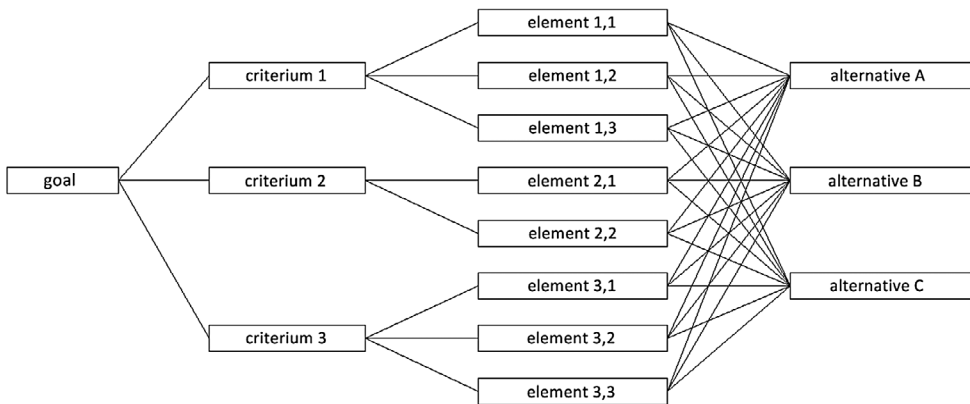 goal
criterium 1
criterium 2
criterium 3
element 1,1
element 1,2
element 1,3
element 2,1
element 2,2
element 3,1
element 3,2
element 3,3
alternative A
alternative B
alternative C